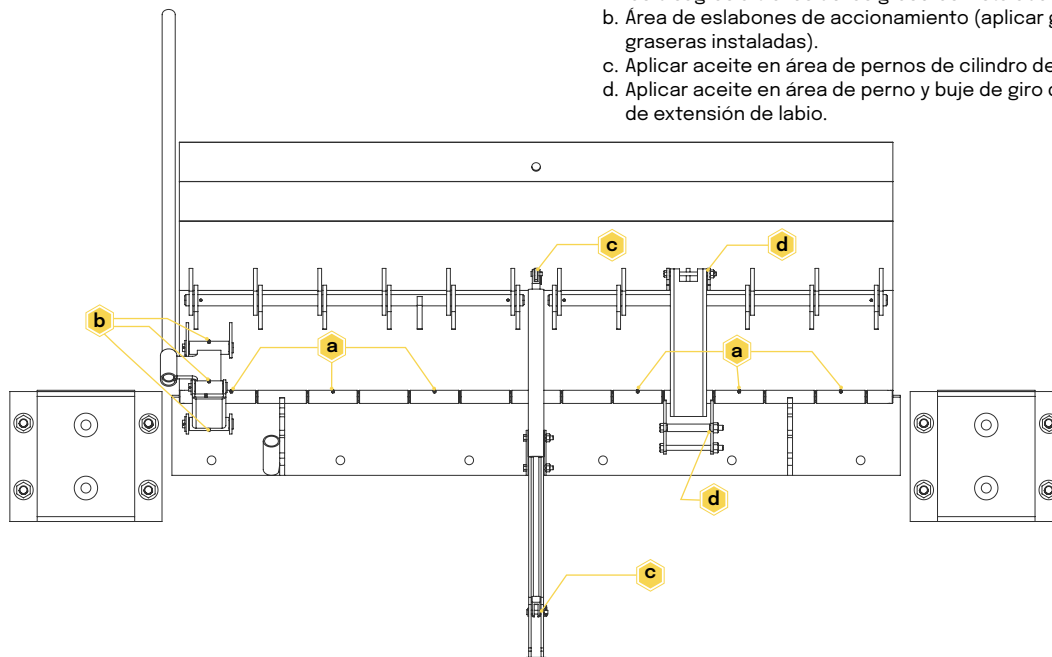 b. Área de eslabones de accionamiento (aplicar
graseras instaladas).
c. Aplicar aceite en área de pernos de cilindro de
d. Aplicar aceite en área de perno y buje de giro
de extensión de labio.
c
d
b
a
a
d
c